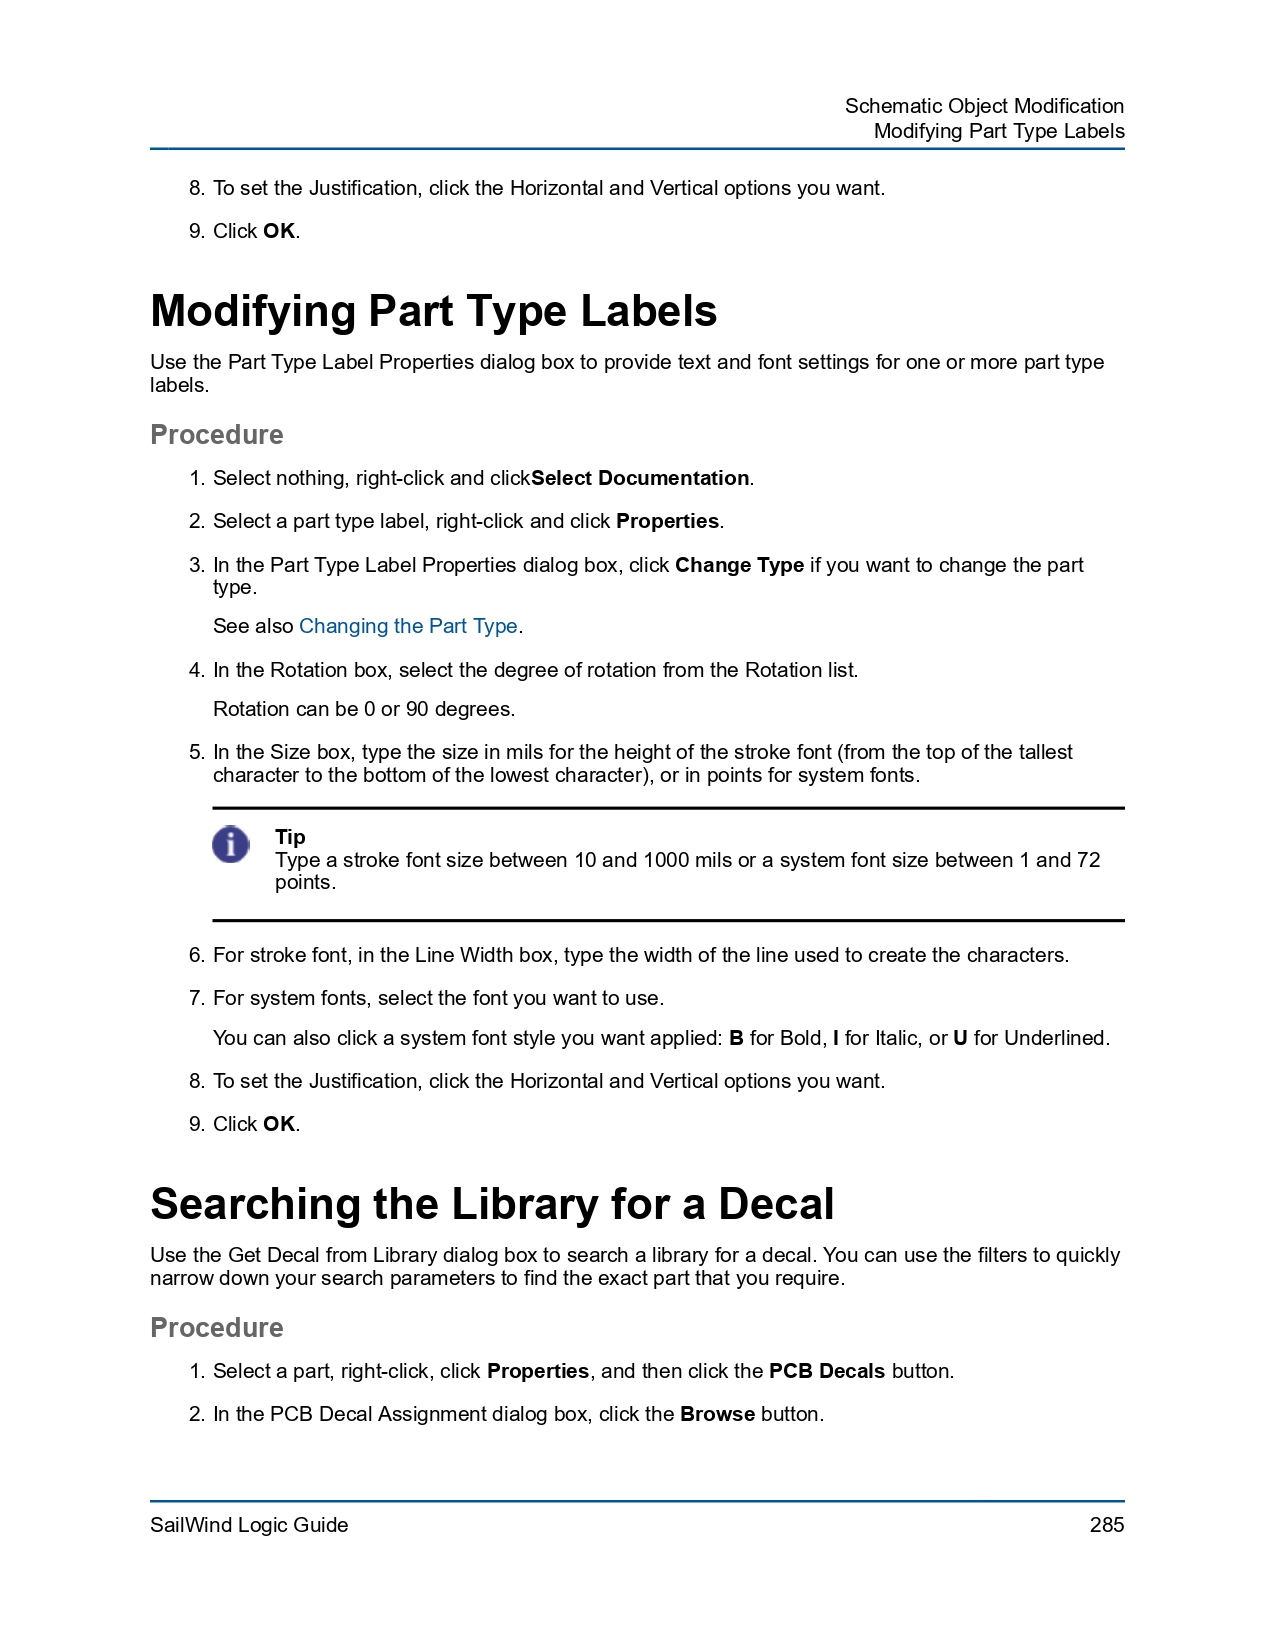 Schematic Object Modification
Modifying Part Type Labels
8. To set the Justification, click the Horizontal and Vertical options you want.
9. Click OK.
Modifying Part Type Labels
Use the Part Type Label Properties dialog box to provide text and font settings for one or more part type
labels.
Procedure
1. Select nothing, right-click and clickSelect Documentation.
2. Select a part type label, right-click and click Properties.
3. In the Part Type Label Properties dialog box, click Change Type if you want to change the part
type.
See also Changing the Part Type.
4. In the Rotation box, select the degree of rotation from the Rotation list.
Rotation can be 0 or 90 degrees.
5. In the Size box, type the size in mils for the height of the stroke font (from the top of the tallest
character to the bottom of the lowest character), or in points for system fonts.
i
Tip
Type a stroke font size between 10 and 1000 mils or a system font size between 1 and 72
points.
6. For stroke font, in the Line Width box, type the width of the line used to create the characters.
7. For system fonts, select the font you want to use.
You can also click a system font style you want applied: B for Bold, I for Italic, or U for Underlined.
8. To set the Justification, click the Horizontal and Vertical options you want.
9. Click OK.
Searching the Library for a Decal
Use the Get Decal from Library dialog box to search a library for a decal. You can use the filters to quickly
narrow down your search parameters to find the exact part that you require.
Procedure
1. Select a part, right-click, click Properties, and then click the PCB Decals button.
2. In the PCB Decal Assignment dialog box, click the Browse button.
SailWind Logic Guide
285